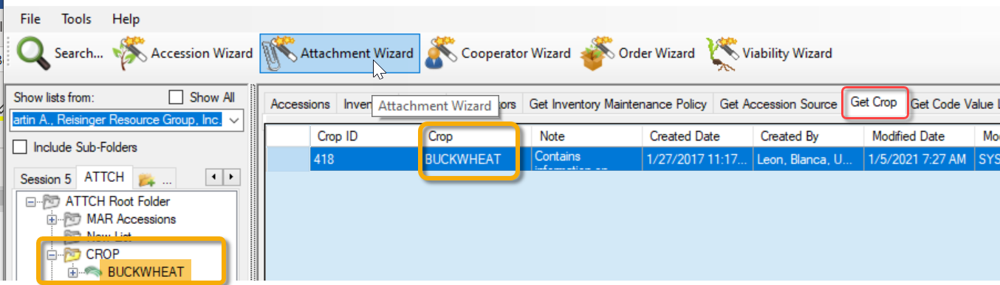 File Tools Help
Search... Accession Wizard Attachment Wizard Cooperator Wizard Order Wizard Viability Wizard
Show lists from: Show All
artin A., Reisinger Resource Group, Inc.
Include Sub-Folders
Session 5 ATTCH ...
ATTCH Root Folder
MAR Accessions
New List
CROP
BUCKWHEAT
Accessions Inven ors Get Inventory Maintenance Policy Get Accession Source Get Crop Get Code Value L
Attachment Wizard
Crop ID Crop Note Created Date Created By Modified Date Mo
418 BUCKWHEAT Contains 1/27/2017 11:17... Leon, Blanca, U... 1/5/2021 7:27 AM SYS
information on